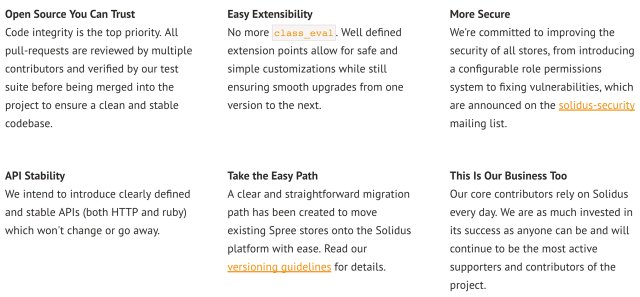 Open Source You Can Trust
Code integrity is the top priority. All
pull-requests are reviewed by multiple
contributors and verified by our test
suite before being merged into the
project to ensure a clean and stable
codebase.
Easy Extensibility
No more class_eval. Well defined
extension points allow for safe and
simple customizations while still
ensuring smooth upgrades from one
version to the next.
More Secure
We're committed to improving the
security of all stores, from introducing
a configurable role permissions
system to fixing vulnerabilities, which
are announced on the solidus-security
mailing list.
API Stability
We intend to introduce clearly defined
and stable APIs (both HTTP and ruby)
which won't change or go away.
Take the Easy Path
A clear and straightforward migration
path has been created to move
existing Spree stores onto the Solidus
platform with ease. Read our
versioning guidelines for details.
This Is Our Business Too
Our core contributors rely on Solidus
every day. We are as much invested in
its success as anyone can be and will
continue to be the most active
supporters and contributors of the
project.